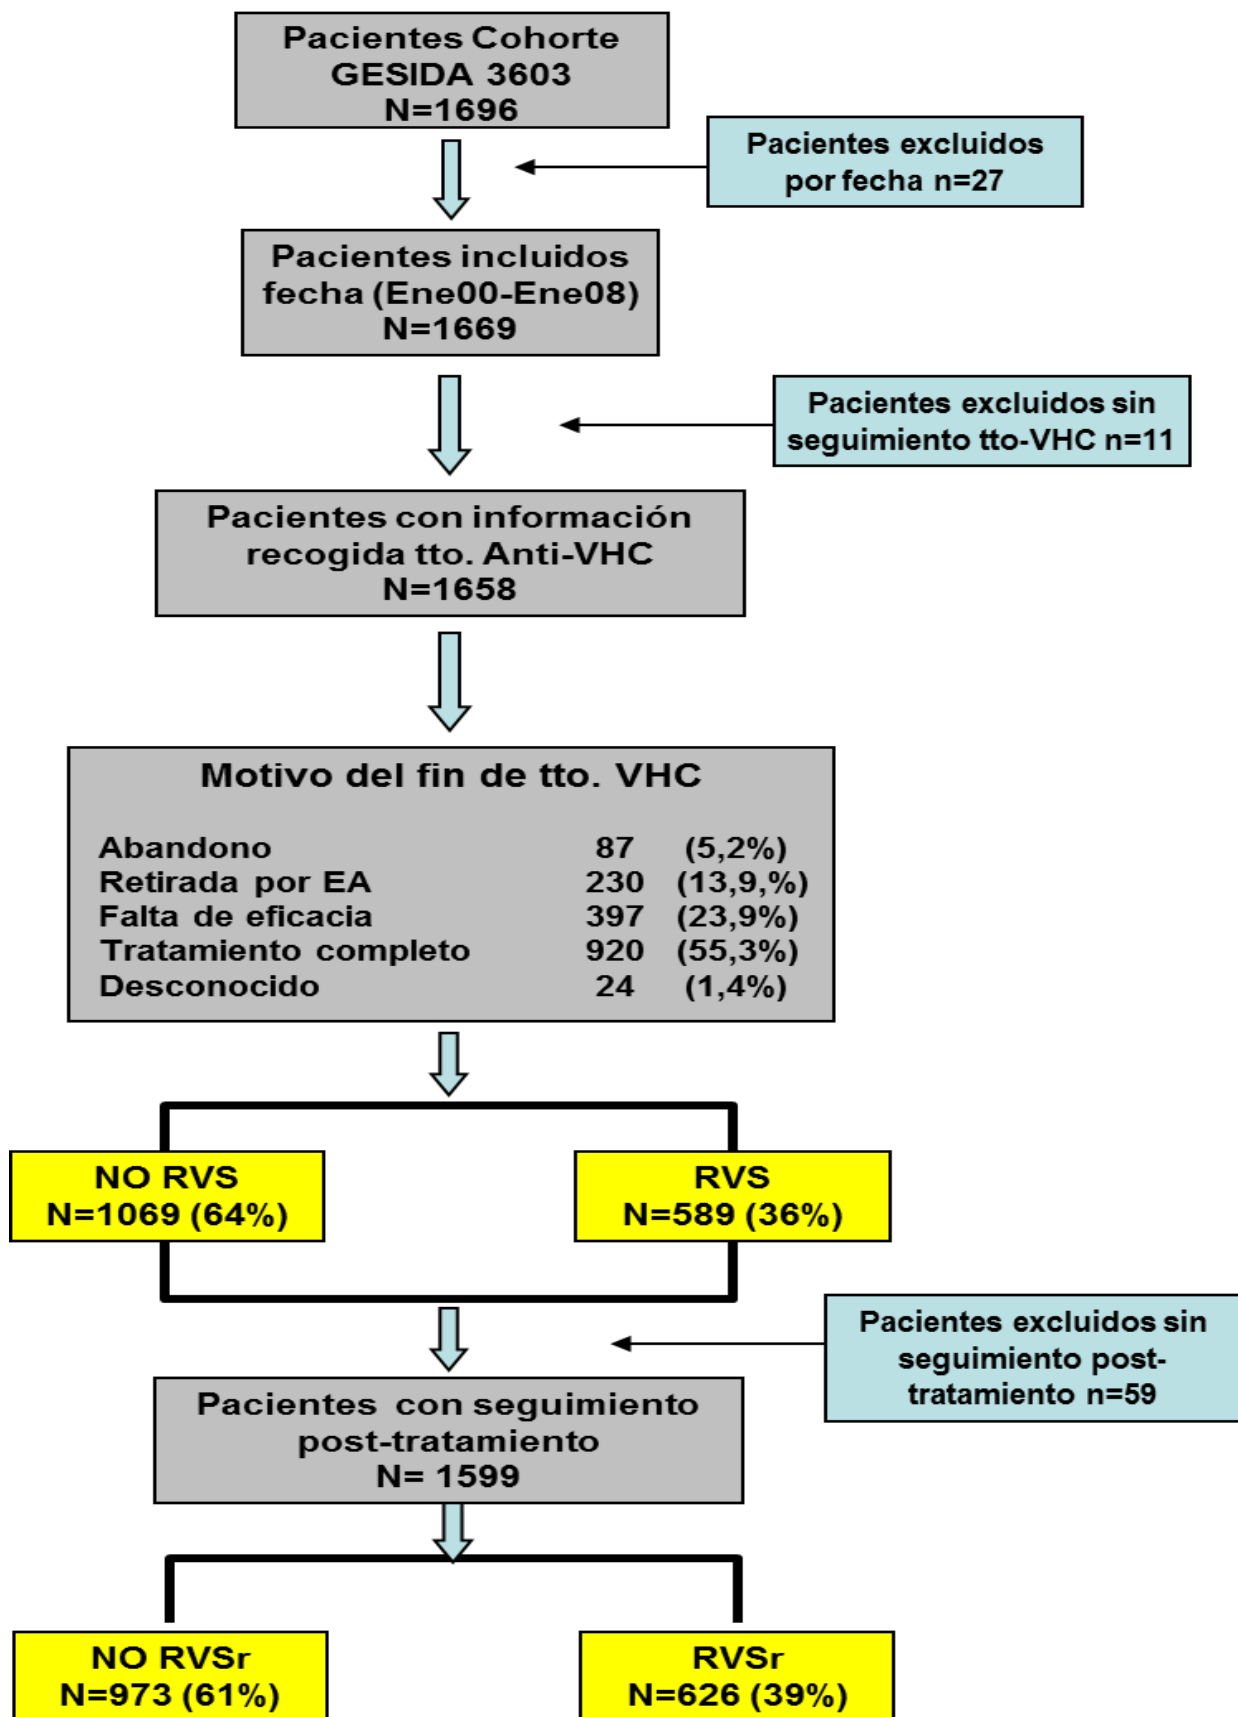 Pacientes Cohorte
GESIDA 3603
N=1696
Pacientes excluidos
por fecha n=27
Pacientes incluidos
fecha (Ene00-Ene08)
N=1669
Pacientes excluidos sin
seguimiento tto-VHC n=11
Pacientes con información
recogida tto. Anti-VHC
N=1658
Motivo del fin de tto. VHC
Abandono 87 (5,2%)
Retirada por EA 230 (13,9,%)
Falta de eficacia 397 (23,9%)
Tratamiento completo 920 (55,3%)
Desconocido 24 (1,4%)
NO RVS
N=1069 (64%)
RVS
N=589 (36%)
Pacientes excluidos sin
seguimiento post-
tratamiento n=59
Pacientes con seguimiento
post-tratamiento
N= 1599
NO RVSr
N=973 (61%)
RVSr
N=626 (39%)